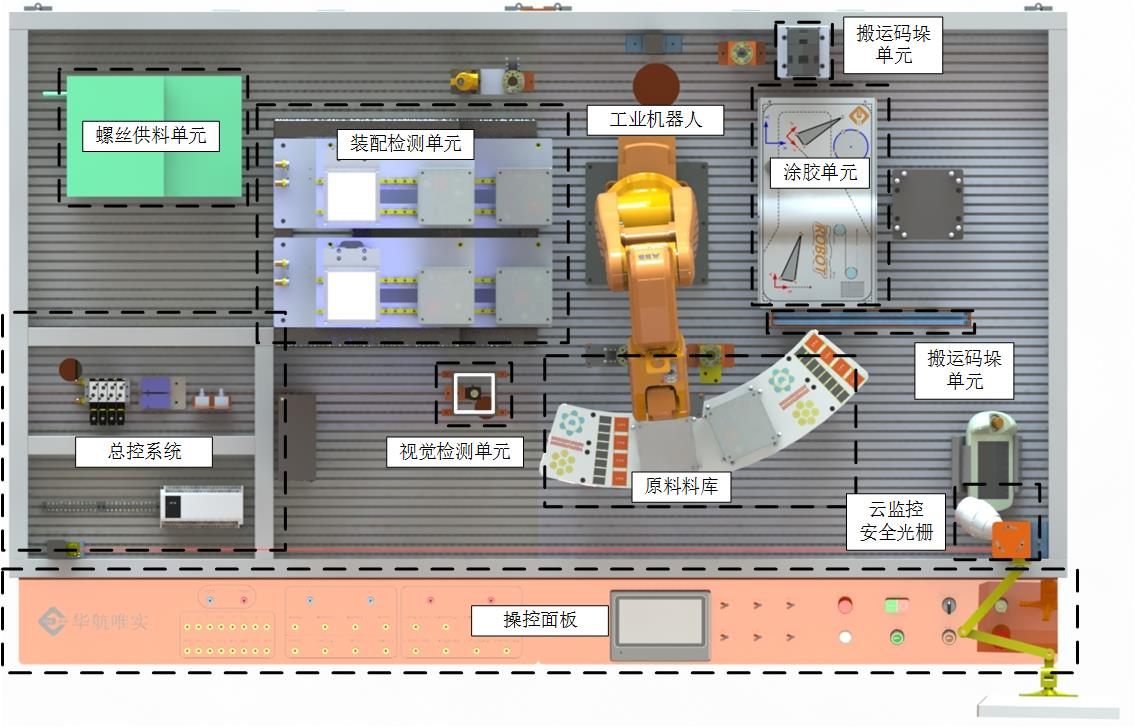 搬运码垛
单元
工业机器人
螺丝供料单元
装配检测单元
涂胶单元
ROBOT
ABB
搬运码垛
单元
总控系统
视觉检测单元
原料料库
云监控
安全光栅
操控面板
华航唯实